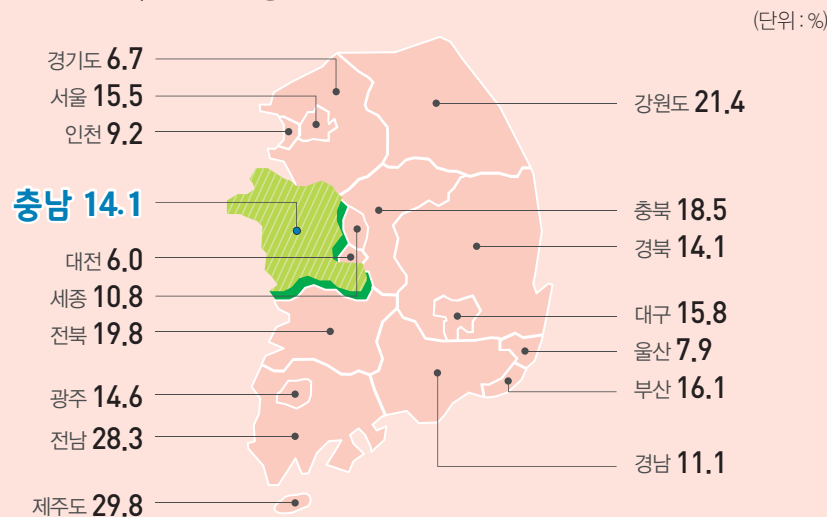 (단위 : %)
경기도 6.7
서울 15.5
인천 9.2
충남 14.1
대전 6.0
세종 10.8
전북 19.8
광주 14.6
전남 28.3
제주도 29.8
강원도 21.4
충북 18.5
경북 14.1
대구 15.8
울산 7.9
부산 16.1
경남 11.1